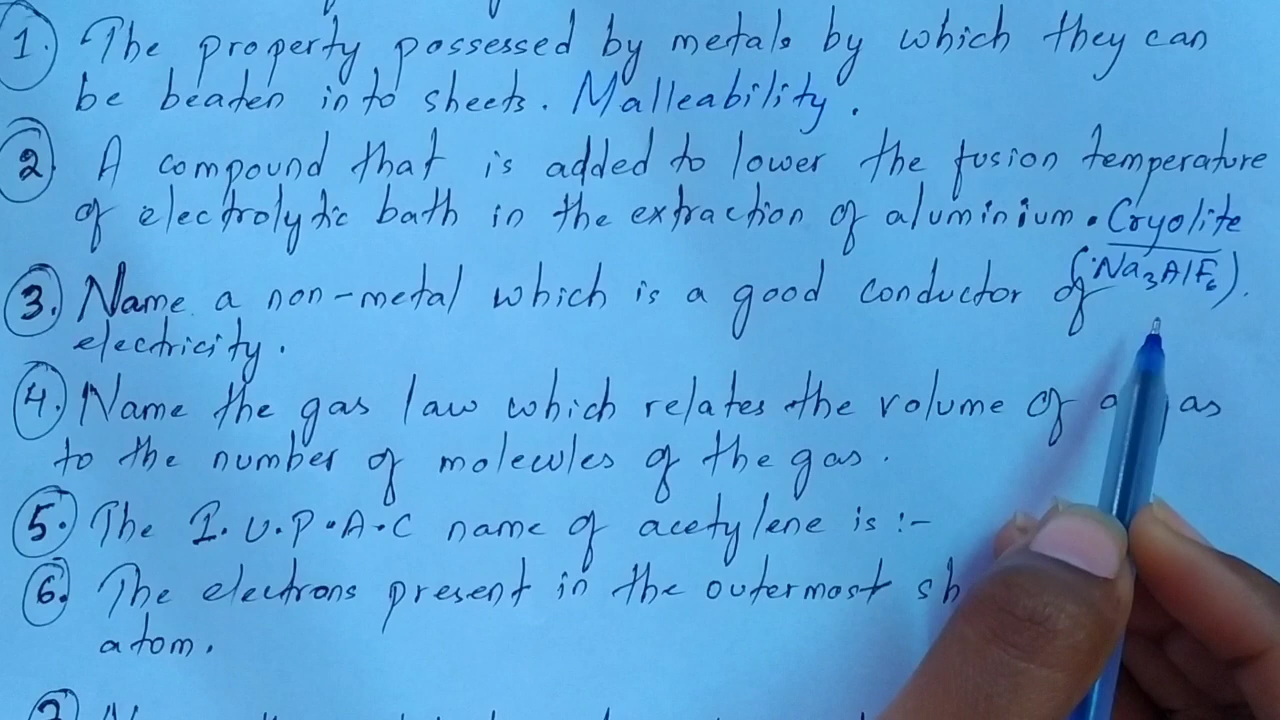 1. The property possessed by metals by which they can
be beaten into sheets. Malleability.
2. A compound that is added to lower the fusion temperature
of electrolytic bath in the extraction of aluminium. Cryolite
(Na3AlF6).
3. Name a non-metal which is a good conductor of
electricity.
4. Name the gas law which relates the volume of a gas
to the number of molecules of the gas.
5. The I.U.P.A.C name of acetylene is :-
6. The electrons present in the outermost sh
atom.
7.